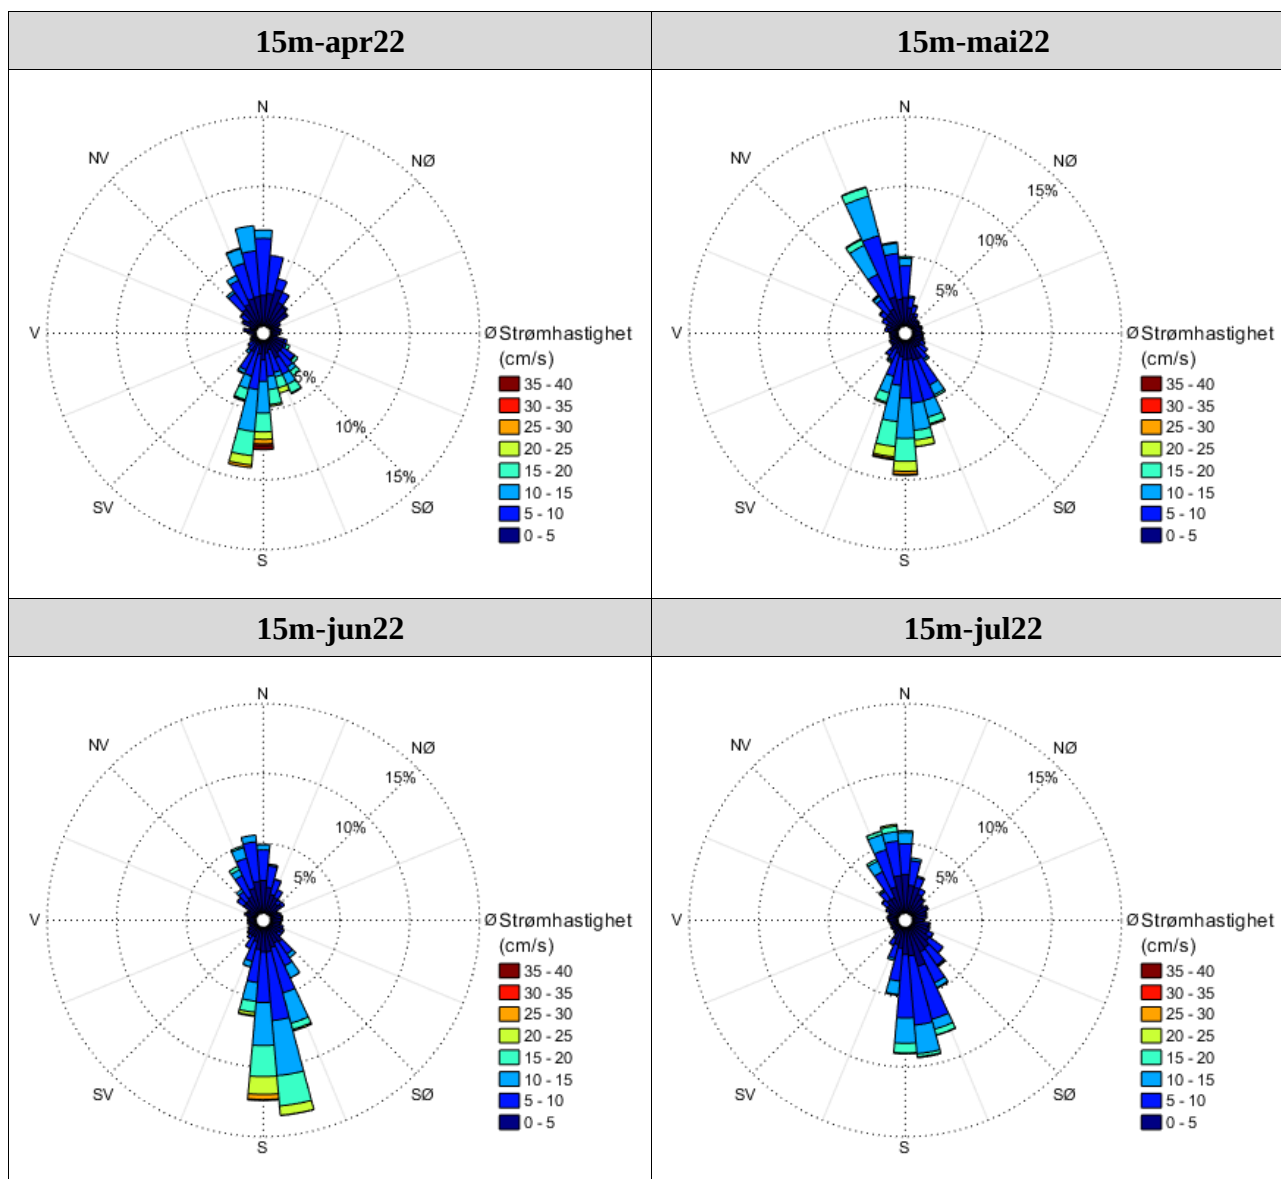 15m-apr22
15m-mai22
N
NV
NØ
V
Ø
5%
10%
15%
SV
SØ
S
Strømhastighet
(cm/s)
35 - 40
30 - 35
25 - 30
20 - 25
15 - 20
10 - 15
5 - 10
0 - 5
N
NV
NØ
15%
10%
5%
V
Ø
SV
SØ
S
Strømhastighet
(cm/s)
35 - 40
30 - 35
25 - 30
20 - 25
15 - 20
10 - 15
5 - 10
0 - 5
15m-jun22
15m-jul22
N
NV
NØ
15%
10%
5%
V
Ø
SV
SØ
S
Strømhastighet
(cm/s)
35 - 40
30 - 35
25 - 30
20 - 25
15 - 20
10 - 15
5 - 10
0 - 5
N
NV
NØ
15%
10%
5%
V
Ø
SV
SØ
S
Strømhastighet
(cm/s)
35 - 40
30 - 35
25 - 30
20 - 25
15 - 20
10 - 15
5 - 10
0 - 5